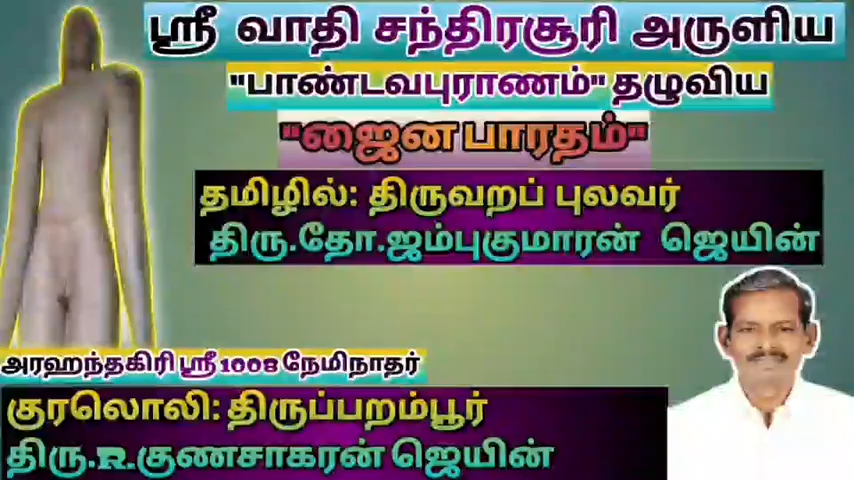 ஸ்ரீ வாதி சந்திரசூரி அருளிய
"பாண்டவபுராணம்" தழுவிய
"ஜைன பாரதம்"
தமிழில்: திருவறப் புலவர்
திரு.தோ.ஜம்புகுமாரன் ஜெயின்
அரஹந்தகிரி ஸ்ரீ 1008 நேமிநாதர்
குரலொலி: திருப்பறம்பூர்
திரு.R.குணசாகரன் ஜெயின்